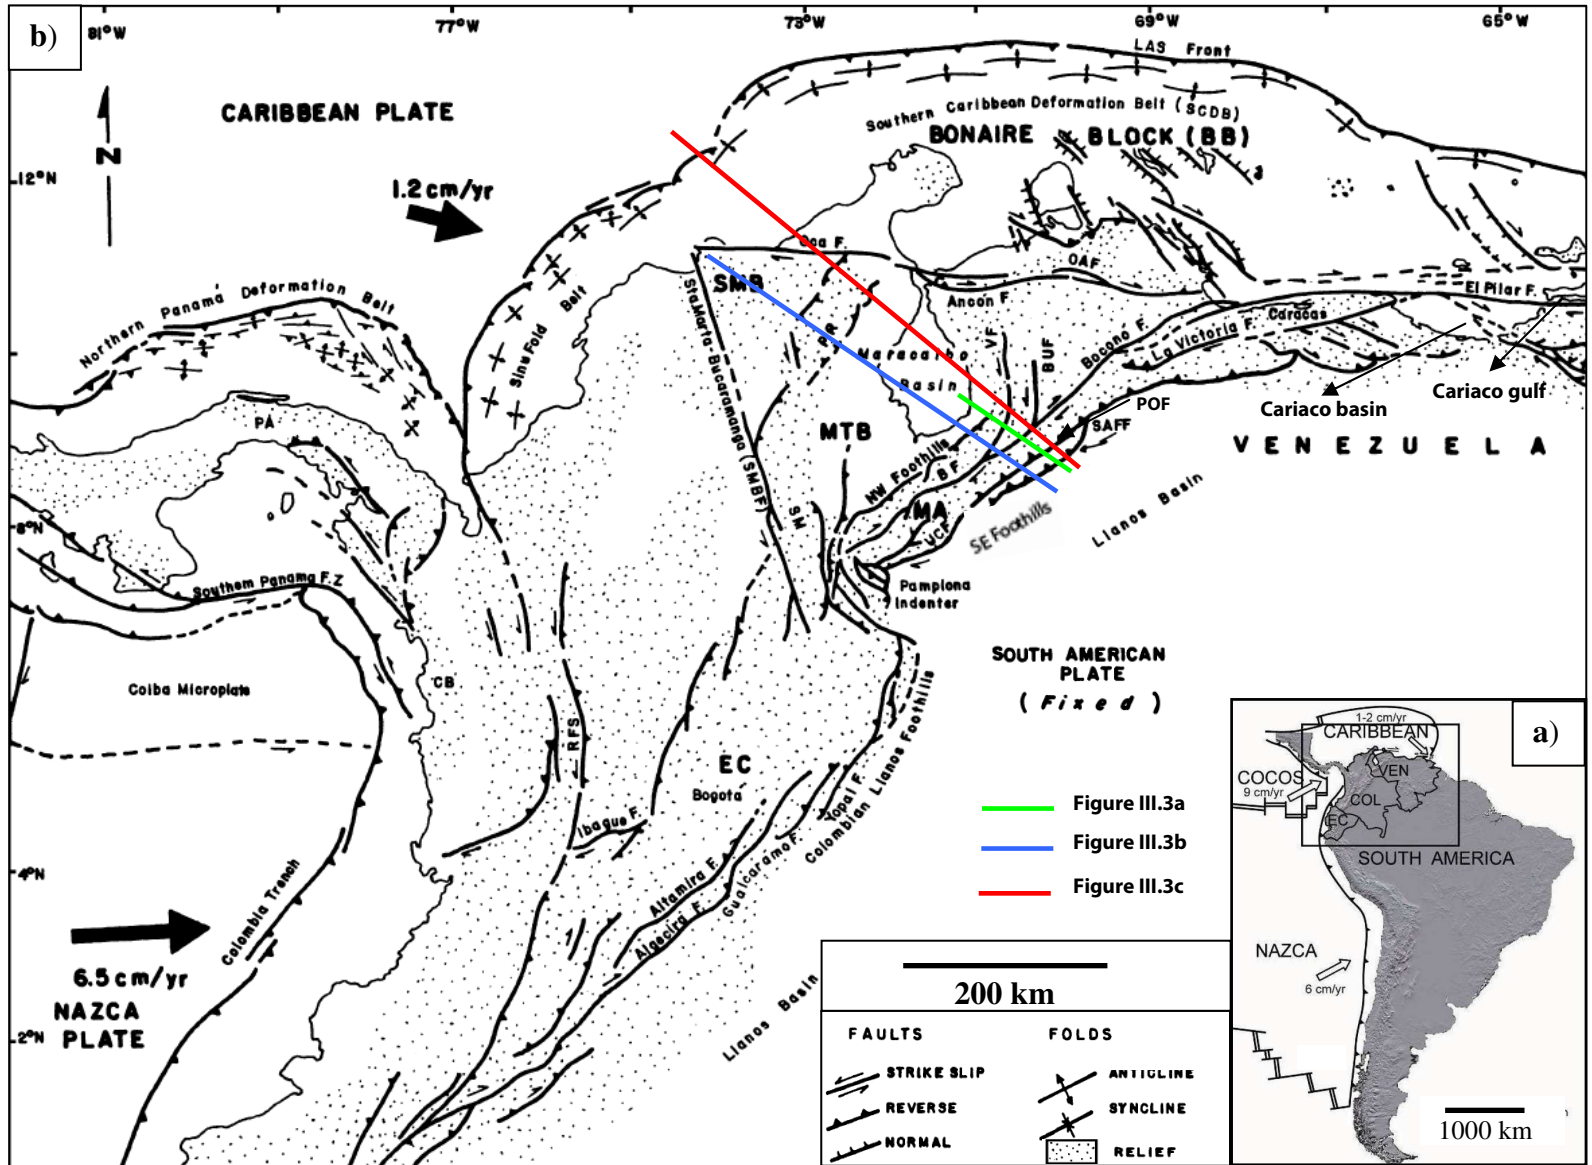 b)
81°W
77°W
73°W
69°W
65°W
LAS Front
CARIBBEAN PLATE
Southern Caribbean Deformation Belt (SCDB)
BONAIRE BLOCK (BB)
N
12°N
1.2 cm/yr
Oca F.
OAF
Northern Panamá Deformation Belt
SMB
Ancón F.
El Pilar F.
Sinu Fold Belt
Sta. Marta-Bucaramanga (SMBF)
PR
Maracaibo
Basin
VF
BUF
Bocono F.
La Victoria F.
Caracas
Cariaco gulf
Cariaco basin
POF
SAFF
VENEZUELA
PA
MTB
NW Foothills
BF
SM
MA
UCF
SE Foothills
Llanos Basin
8°N
Southern Panama F.Z
Pamplona
Indenter
SOUTH AMERICAN
PLATE
( Fixed )
Coiba Microplate
CB
RFS
EC
Bogotá
Yopal F.
Colombian Llanos Foothills
Ibague F.
Guaicaramo F.
Altamira F.
Algecira F.
4°N
Colombia Trench
6.5 cm/yr
NAZCA
PLATE
2°N
Llanos Basin
Figure III.3a
Figure III.3b
Figure III.3c
200 km
FAULTS
FOLDS
STRIKE SLIP
ANTICLINE
REVERSE
SYNCLINE
NORMAL
RELIEF
a)
1-2 cm/yr
CARIBBEAN
COCOS
9 cm/yr
VEN
COL
EC
SOUTH AMERICA
NAZCA
6 cm/yr
1000 km